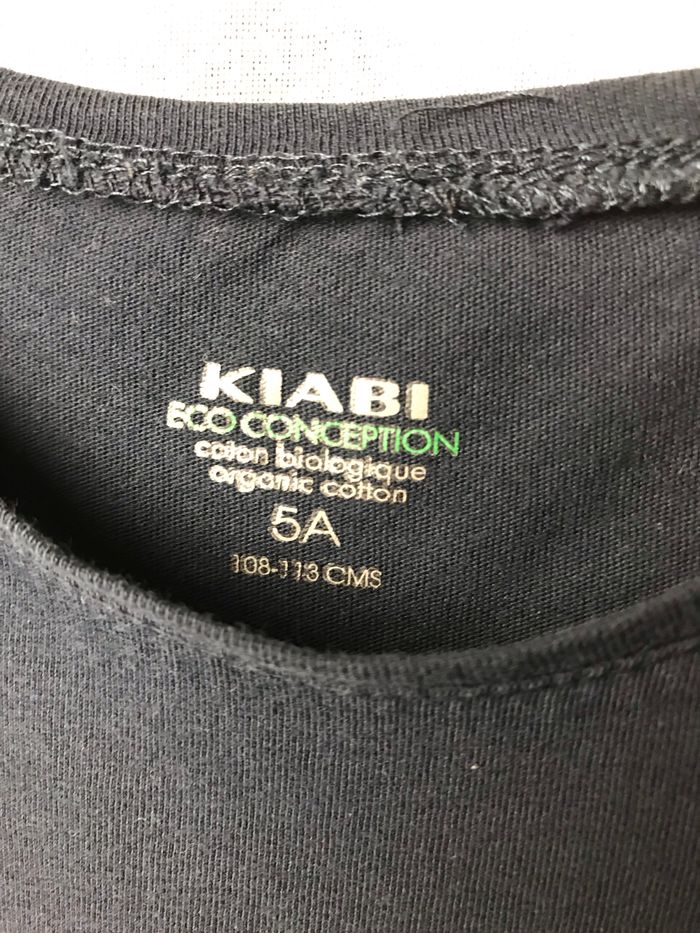 KIABI
ECO CONCEPTION
coton biologique
organic cotton
5A
108-113 CMS